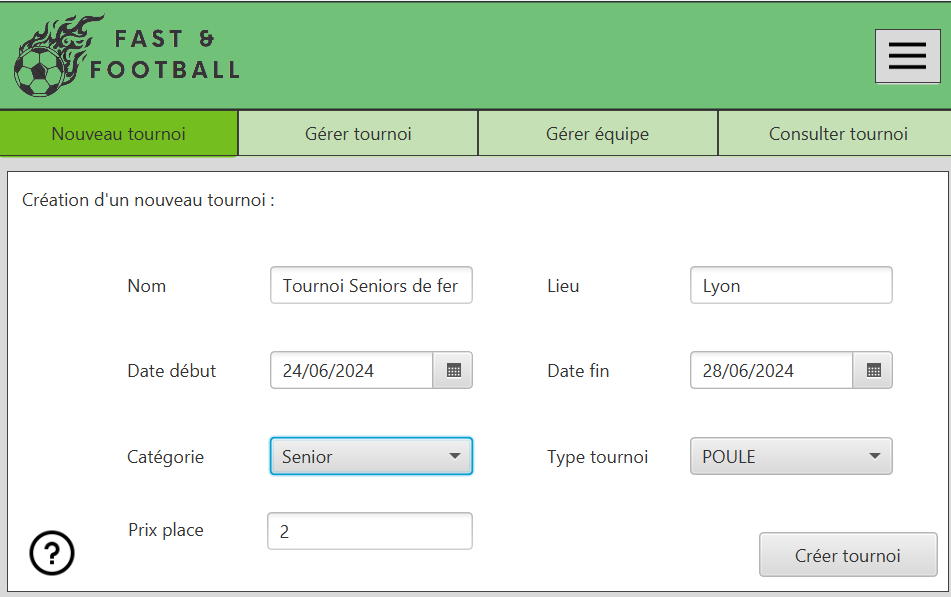 FAST &
FOOTBALL
Nouveau tournoi
Gérer tournoi
Gérer équipe
Consulter tournoi
Création d'un nouveau tournoi :
Nom
Tournoi Seniors de fer
Lieu
Lyon
Date début
24/06/2024
Date fin
28/06/2024
Catégorie
Senior
Type tournoi
POULE
Prix place
2
?
Créer tournoi